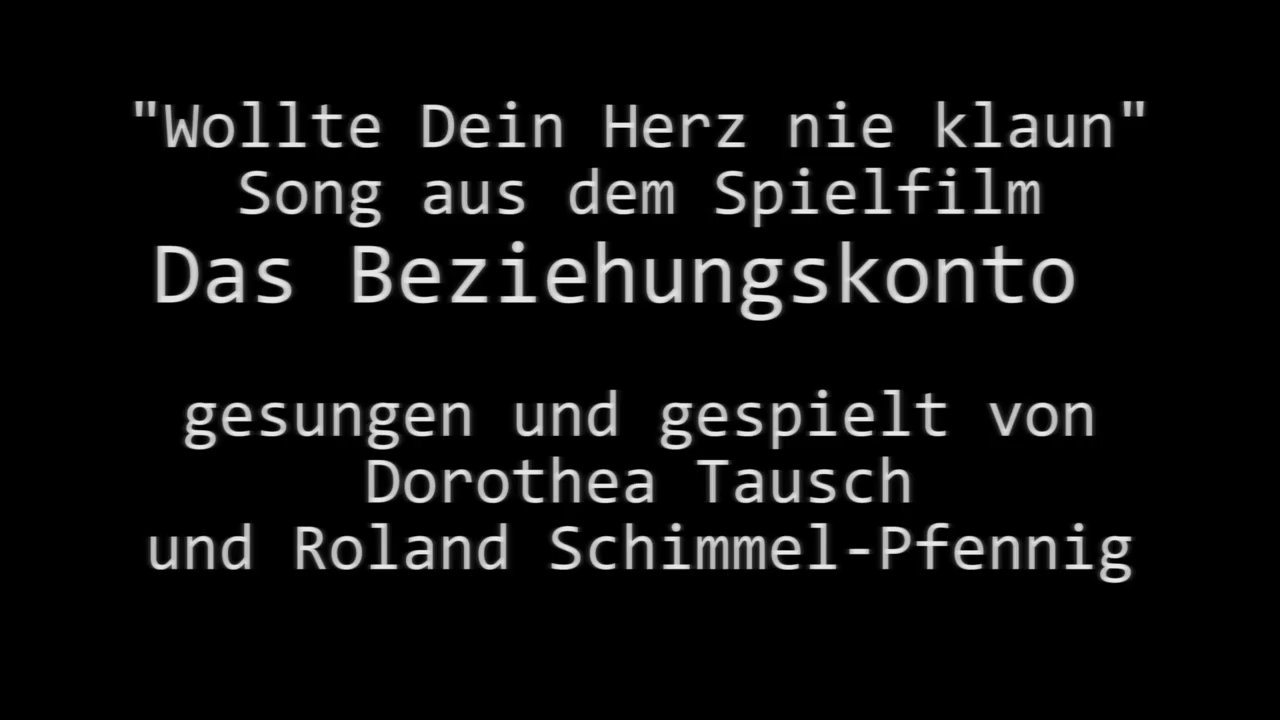 "Wollte Dein Herz nie klaun"
Song aus dem Spielfilm
Das Beziehungskonto
gesungen und gespielt von
Dorothea Tausch
und Roland Schimmel-Pfennig